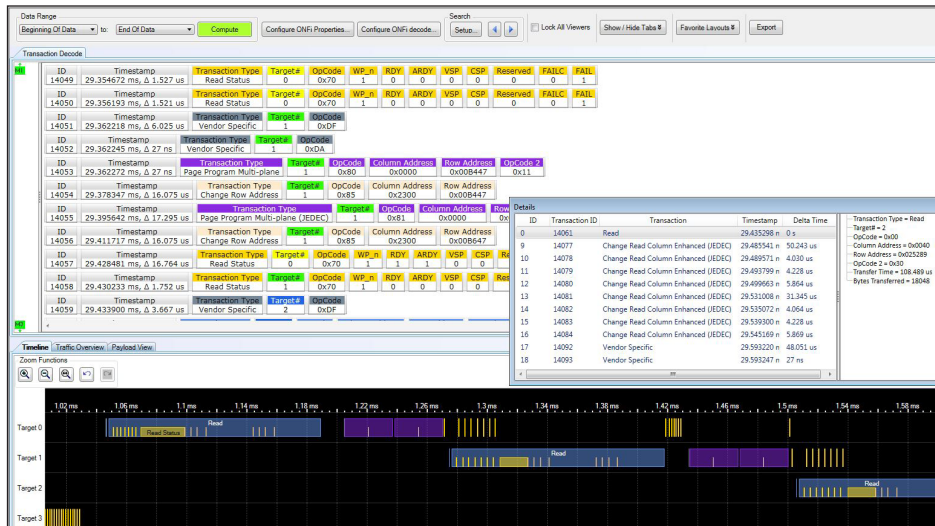 Data Range
Search
Beginning Of Data to: End Of Data Compute Configure ONFi Properties... Configure ONFi decode... Setup... Lock All Viewers Show / Hide Tabs Favorite Layouts Export
Transaction Decode
ID Timestamp Transaction Type Target# OpCode WP_n RDY ARDY VSP CSP Reserved FAILC FAIL
14049 29.354672 ms, Δ 1.527 us Read Status 0 0x70 1 0 0 0 0 0 0 1
ID Timestamp Transaction Type Target# OpCode WP_n RDY ARDY VSP CSP Reserved FAILC FAIL
14050 29.356193 ms, Δ 1.521 us Read Status 0 0x70 1 0 0 0 0 0 0 1
ID Timestamp Transaction Type Target# OpCode
14051 29.362218 ms, Δ 6.025 us Vendor Specific 1 0xDF
ID Timestamp Transaction Type Target# OpCode
14052 29.362245 ms, Δ 27 ns Vendor Specific 1 0xDA
ID Timestamp Transaction Type Target# OpCode Column Address Row Address OpCode 2
14053 29.362272 ms, Δ 27 ns Page Program Multi-plane 1 0x80 0x0000 0x00B447 0x11
ID Timestamp Transaction Type Target# OpCode Column Address Row Address
14054 29.378347 ms, Δ 16.075 us Change Row Address 1 0x85 0x2300 0x00B447
ID Timestamp Transaction Type Target# OpCode Column Address Row
14055 29.395642 ms, Δ 17.295 us Page Program Multi-plane (JEDEC) 1 0x81 0x0000
ID Timestamp Transaction Type Target# OpCode Column Address Row Address
14056 29.411717 ms, Δ 16.075 us Change Row Address 1 0x85 0x2300 0x00B647
ID Timestamp Transaction Type Target# OpCode WP_n RDY ARDY VSP CSP Re
14057 29.428481 ms, Δ 16.764 us Read Status 0 0x70 1 1 1 0 0
ID Timestamp Transaction Type Target# OpCode WP_n RDY ARDY VSP CSP Res
14058 29.430233 ms, Δ 1.752 us Read Status 1 0x70 1 0 0 0 0
ID Timestamp Transaction Type Target# OpCode
14059 29.433900 ms, Δ 3.667 us Vendor Specific 2 0xDF
Details
ID Transaction ID Transaction Timestamp Delta Time
0 14061 Read 29.435298 n 0 s
9 14077 Change Read Column Enhanced (JEDEC) 29.485541 n 50.243 us
10 14078 Change Read Column Enhanced (JEDEC) 29.489571 n 4.030 us
11 14079 Change Read Column Enhanced (JEDEC) 29.493799 n 4.228 us
12 14080 Change Read Column Enhanced (JEDEC) 29.499663 n 5.864 us
13 14081 Change Read Column Enhanced (JEDEC) 29.531008 n 31.345 us
14 14082 Change Read Column Enhanced (JEDEC) 29.535072 n 4.064 us
15 14083 Change Read Column Enhanced (JEDEC) 29.539300 n 4.228 us
16 14084 Change Read Column Enhanced (JEDEC) 29.545169 n 5.869 us
17 14092 Vendor Specific 29.593220 n 48.051 us
18 14093 Vendor Specific 29.593247 n 27 ns
Transaction Type = Read
Target# = 2
OpCode = 0x00
Column Address = 0x0040
Row Address = 0x025289
OpCode 2 = 0x30
Transfer Time = 108.489 us
Bytes Transferred = 18048
Timeline Traffic Overview Payload View
Zoom Functions
1.02 ms 1.06 ms 1.1 ms 1.14 ms 1.18 ms 1.22 ms 1.26 ms 1.3 ms 1.34 ms 1.38 ms 1.42 ms 1.46 ms 1.5 ms 1.54 ms 1.58 ms
Target 0 Read
Read Status
Target 1 Read
Target 2 Read
Target 3